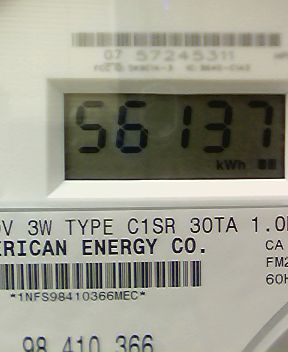 07 57245311
56137
kWh
V 3W TYPE C1SR 30TA 1.0
ERICAN ENERGY CO.
CA
FM2
60H
*1NFS98410366MEC*
98 410 366